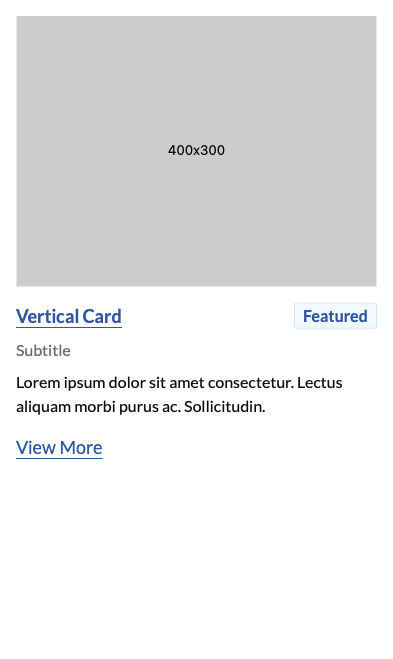 400x300
Vertical Card
Featured
Subtitle
Lorem ipsum dolor sit amet consectetur. Lectus
aliquam morbi purus ac. Sollicitudin.
View More